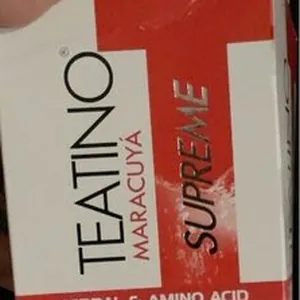 TEATINO®
MARACUYÁ
SUPREME
& AMINO ACID